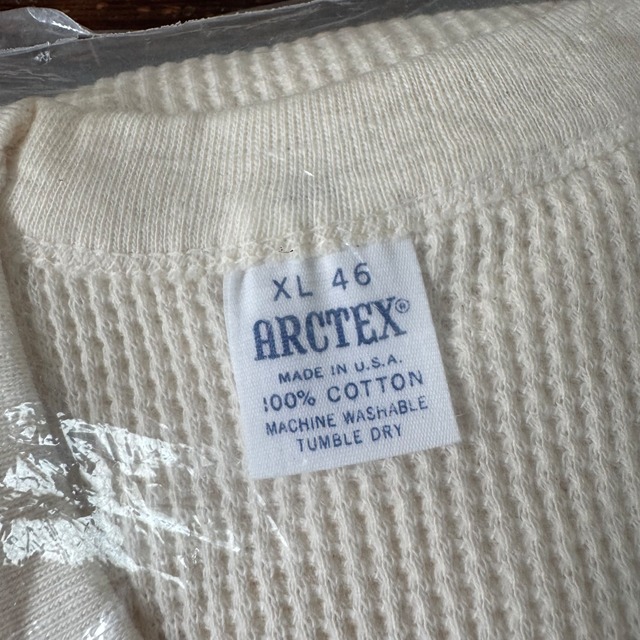 XL 46
ARCTEX®
MADE IN U.S.A.
100% COTTON
MACHINE WASHABLE
TUMBLE DRY